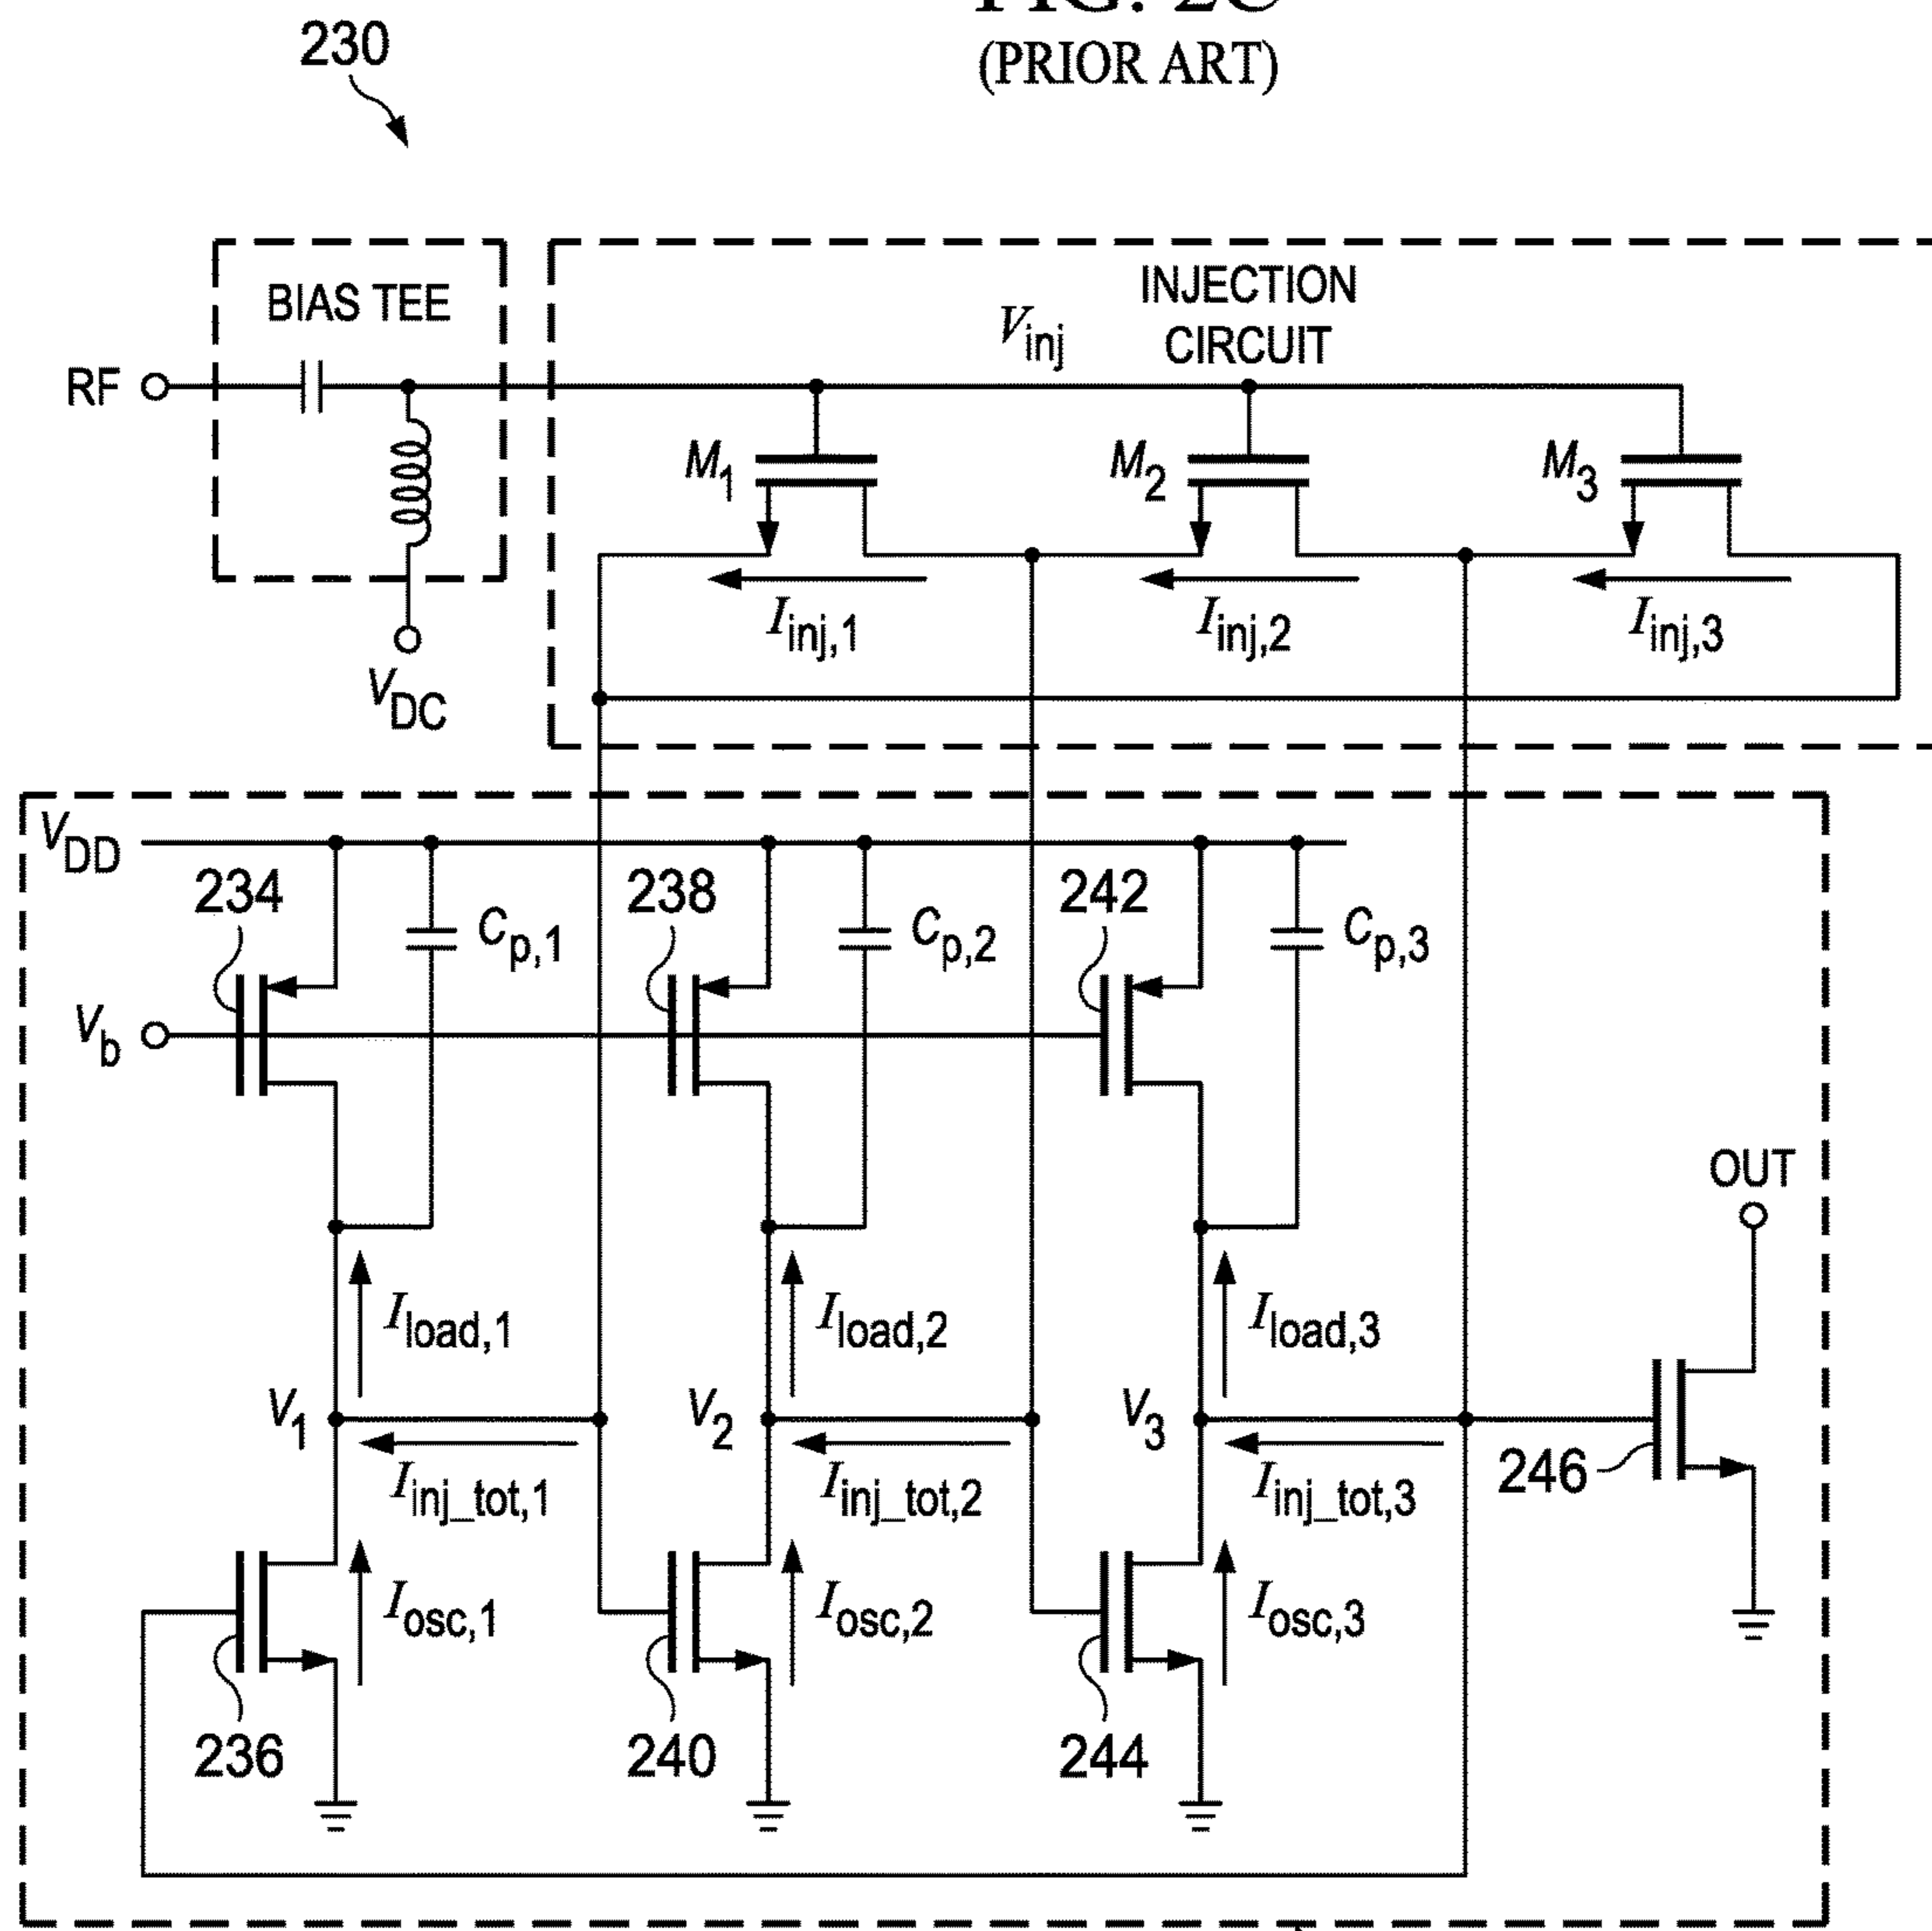 FIG. 2C
(PRIOR ART)
230
BIAS TEE
INJECTION
CIRCUIT
V_inj
RF
M_1
M_2
M_3
I_inj,1
I_inj,2
I_inj,3
V_DC
V_DD
234
C_p,1
238
C_p,2
242
C_p,3
V_b
OUT
I_load,1
I_load,2
I_load,3
V_1
V_2
V_3
I_inj_tot,1
I_inj_tot,2
I_inj_tot,3
246
I_osc,1
I_osc,2
I_osc,3
236
240
244